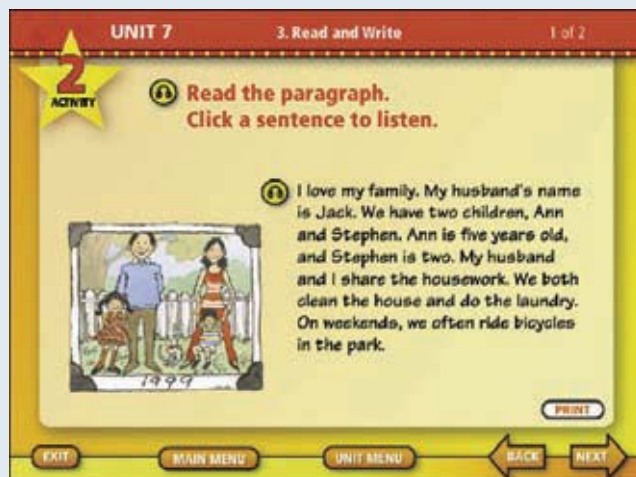 UNIT 7
3. Read and Write
1 of 2
2
ACTIVITY
Read the paragraph.
Click a sentence to listen.
I love my family. My husband's name
is Jack. We have two children, Ann
and Stephen. Ann is five years old,
and Stephen is two. My husband
and I share the housework. We both
clean the house and do the laundry.
On weekends, we often ride bicycles
in the park.
1999
PRINT
EXIT
MAIN MENU
UNIT MENU
BACK
NEXT